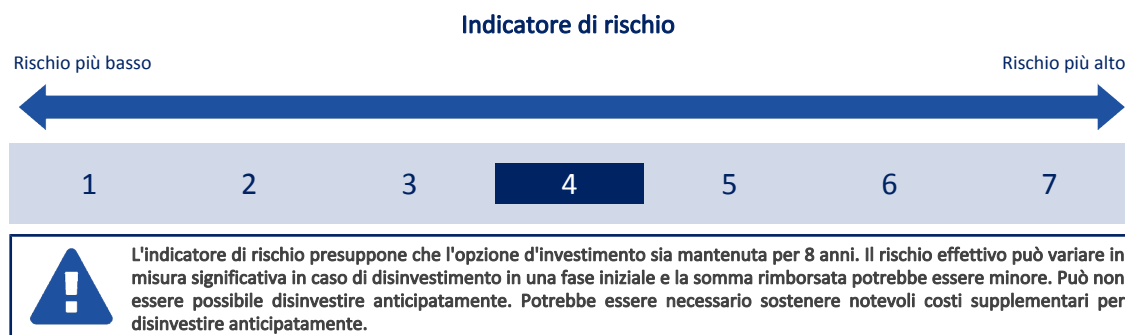 Indicatore di rischio
Rischio più basso
Rischio più alto
1 2 3 4 5 6 7
L'indicatore di rischio presuppone che l'opzione d'investimento sia mantenuta per 8 anni. Il rischio effettivo può variare in
misura significativa in caso di disinvestimento in una fase iniziale e la somma rimborsata potrebbe essere minore. Può non
essere possibile disinvestire anticipatamente. Potrebbe essere necessario sostenere notevoli costi supplementari per
disinvestire anticipatamente.